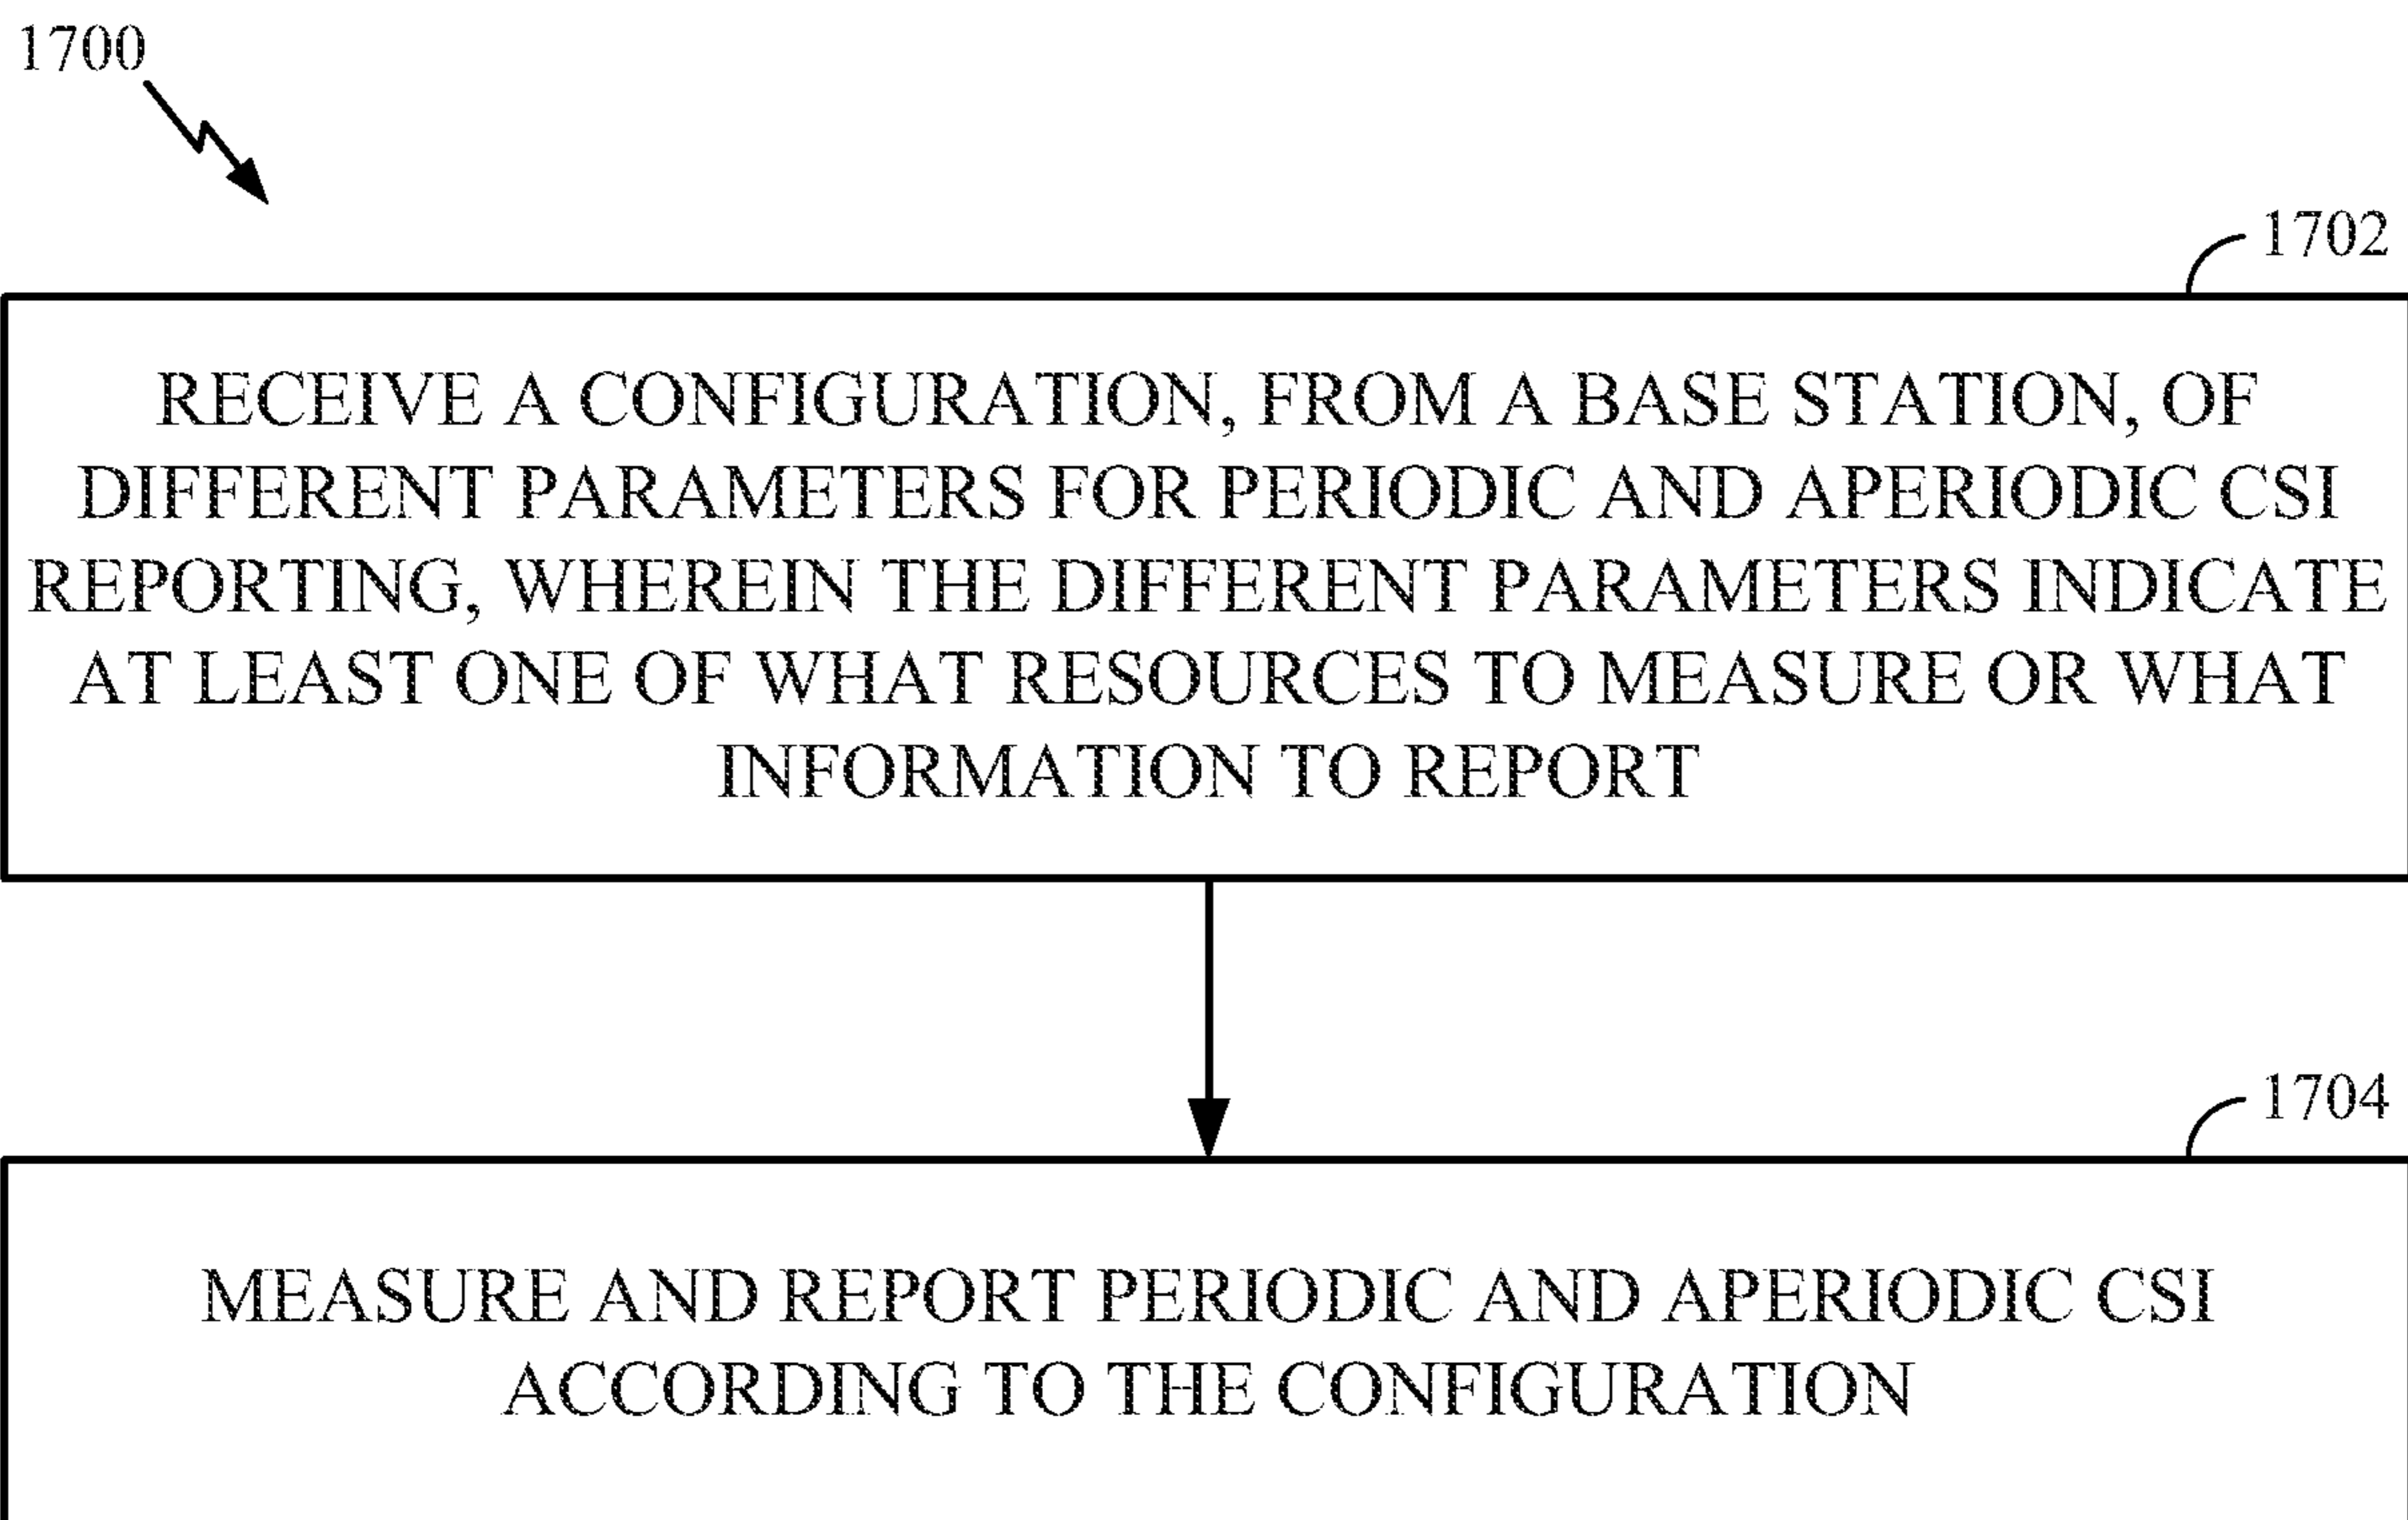 1700
1702
RECEIVE A CONFIGURATION, FROM A BASE STATION, OF
DIFFERENT PARAMETERS FOR PERIODIC AND APERIODIC CSI
REPORTING, WHEREIN THE DIFFERENT PARAMETERS INDICATE
AT LEAST ONE OF WHAT RESOURCES TO MEASURE OR WHAT
INFORMATION TO REPORT
1704
MEASURE AND REPORT PERIODIC AND APERIODIC CSI
ACCORDING TO THE CONFIGURATION